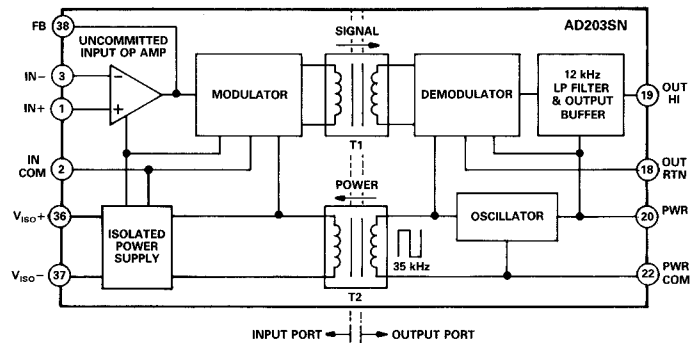 FB 38
UNCOMMITTED
INPUT OP AMP
SIGNAL
AD203SN
IN– 3
–
IN+ 1
+
MODULATOR
T1
DEMODULATOR
12 kHz
LP FILTER
& OUTPUT
BUFFER
19 OUT
HI
IN
COM 2
18 OUT
RTN
POWER
VISO+ 36
ISOLATED
POWER
SUPPLY
T2
35 kHz
OSCILLATOR
20 PWR
VISO– 37
22 PWR
COM
INPUT PORT
OUTPUT PORT